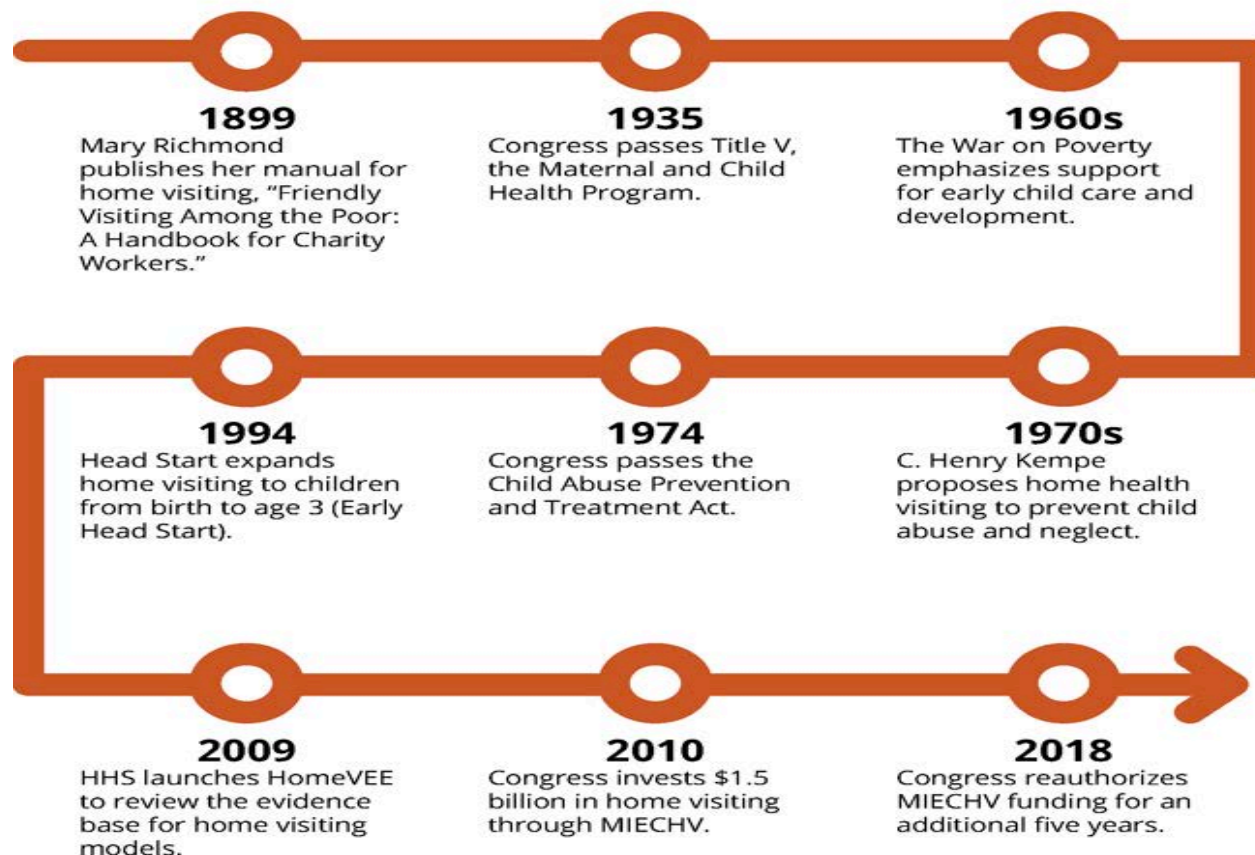 1899
Mary Richmond
publishes her manual for
home visiting, “Friendly
Visiting Among the Poor:
A Handbook for Charity
Workers.”
1935
Congress passes Title V,
the Maternal and Child
Health Program.
1960s
The War on Poverty
emphasizes support
for early child care and
development.
1970s
C. Henry Kempe
proposes home health
visiting to prevent child
abuse and neglect.
1974
Congress passes the
Child Abuse Prevention
and Treatment Act.
1994
Head Start expands
home visiting to children
from birth to age 3 (Early
Head Start).
2009
HHS launches HomeVEE
to review the evidence
base for home visiting
models.
2010
Congress invests $1.5
billion in home visiting
through MIECHV.
2018
Congress reauthorizes
MIECHV funding for an
additional five years.